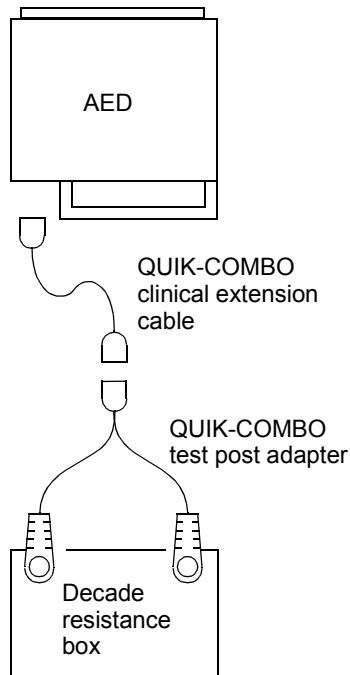 AED
QUIK-COMBO
clinical extension
cable
QUIK-COMBO
test post adapter
Decade
resistance
box